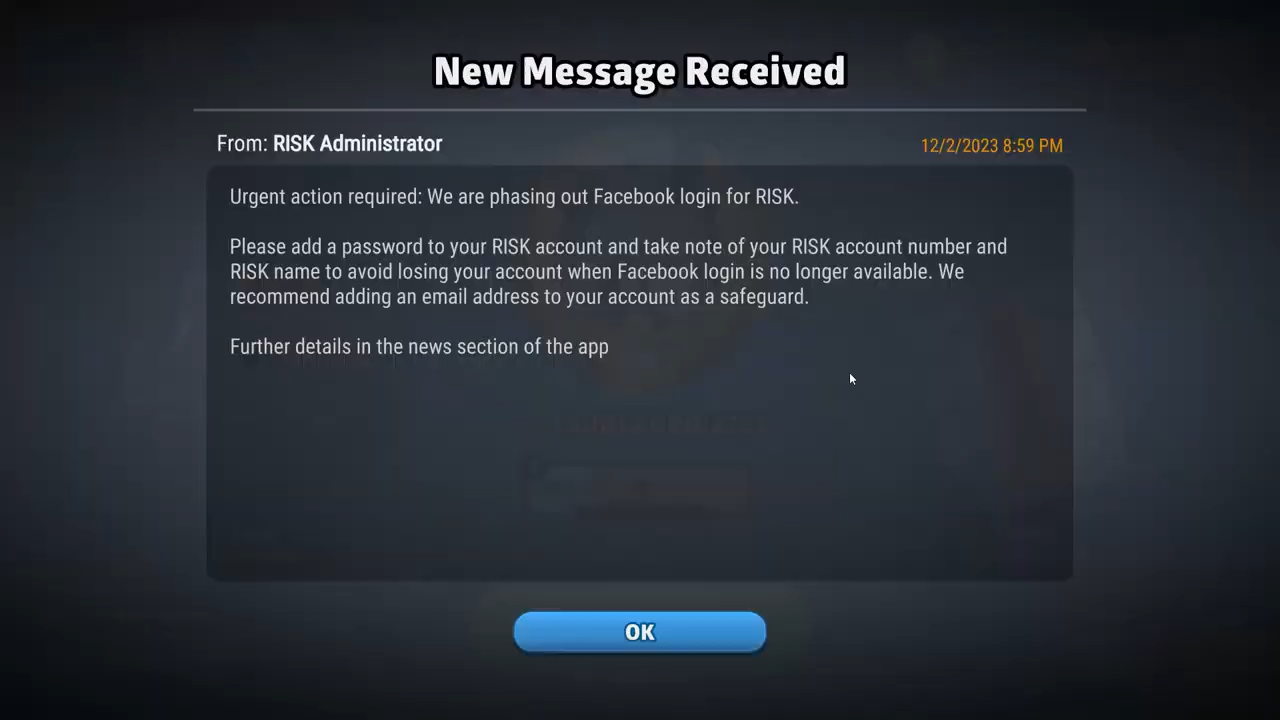 New Message Received
From: RISK Administrator
12/2/2023 8:59 PM
Urgent action required: We are phasing out Facebook login for RISK.
Please add a password to your RISK account and take note of your RISK account number and
RISK name to avoid losing your account when Facebook login is no longer available. We
recommend adding an email address to your account as a safeguard.
Further details in the news section of the app
OK